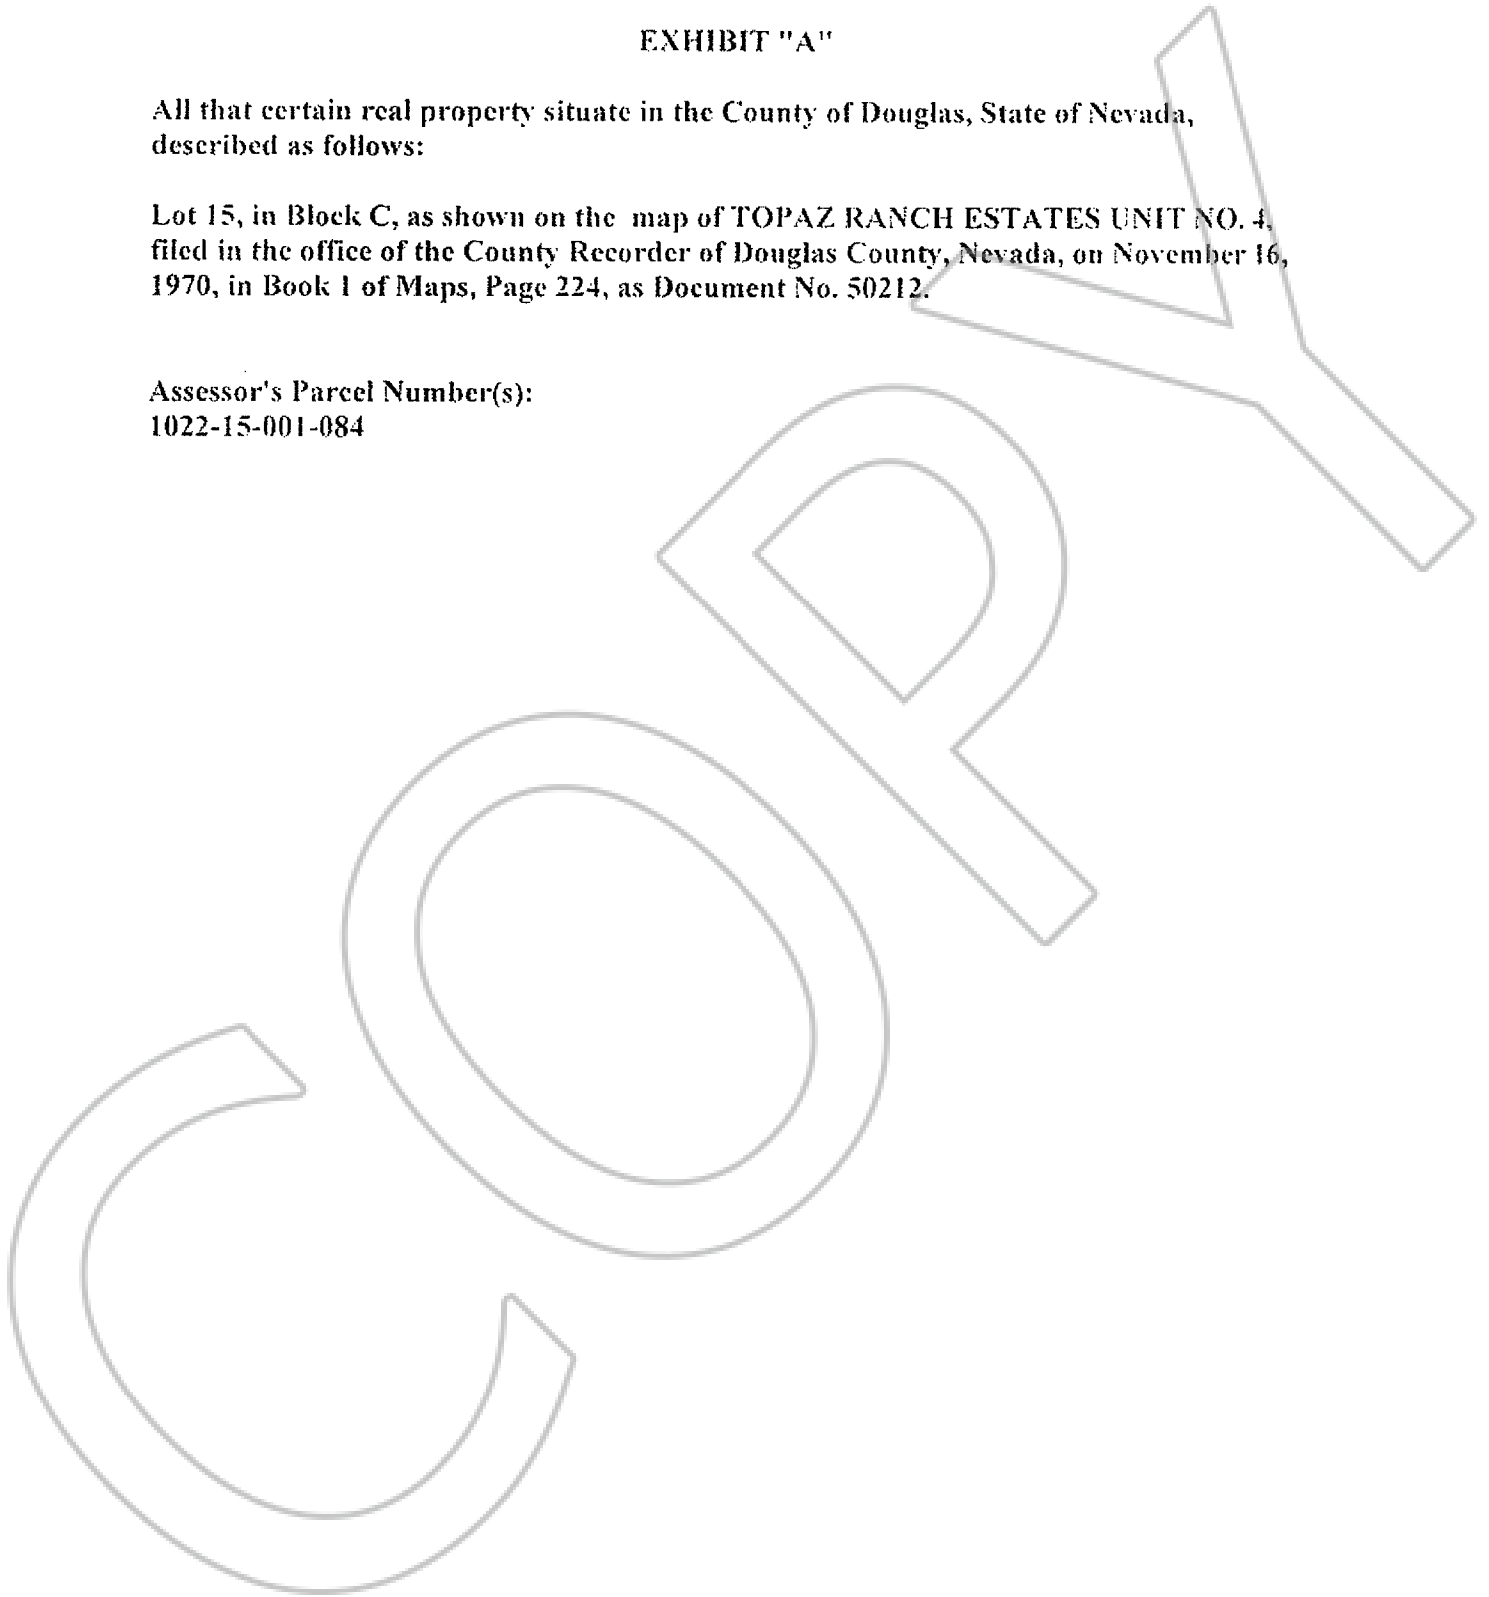 EXHIBIT "A"
All that certain real property situate in the County of Douglas, State of Nevada,
described as follows:
Lot 15, in Block C, as shown on the map of TOPAZ RANCH ESTATES UNIT NO. 4,
filed in the office of the County Recorder of Douglas County, Nevada, on November 16,
1970, in Book 1 of Maps, Page 224, as Document No. 50212.
Assessor's Parcel Number(s):
1022-15-001-084
COPY